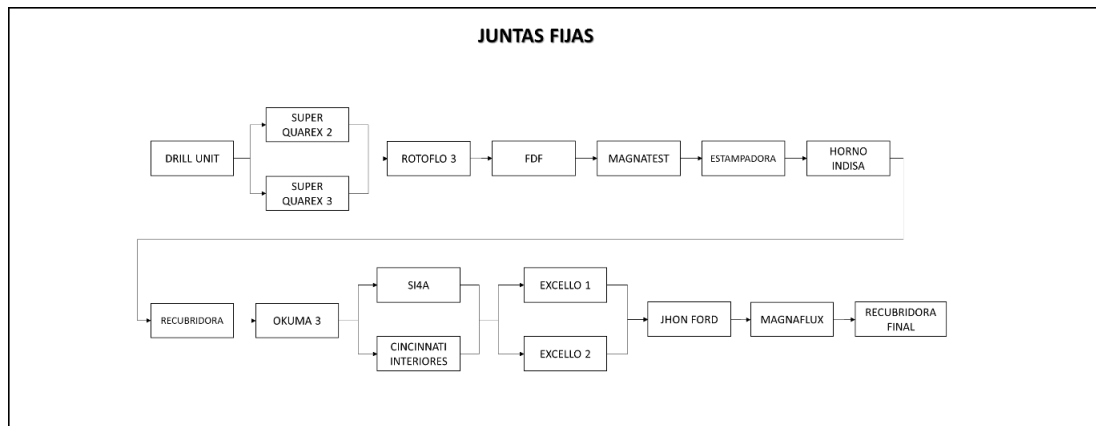 JUNTAS FIJAS
DRILL UNIT
SUPER
QUAREX 2
SUPER
QUAREX 3
ROTOFLO 3
FDF
MAGNATEST
ESTAMPADORA
HORNO
INDISA
RECUBRIDORA
OKUMA 3
SI4A
CINCINNATI
INTERIORES
EXCELLO 1
EXCELLO 2
JHON FORD
MAGNAFLUX
RECUBRIDORA
FINAL